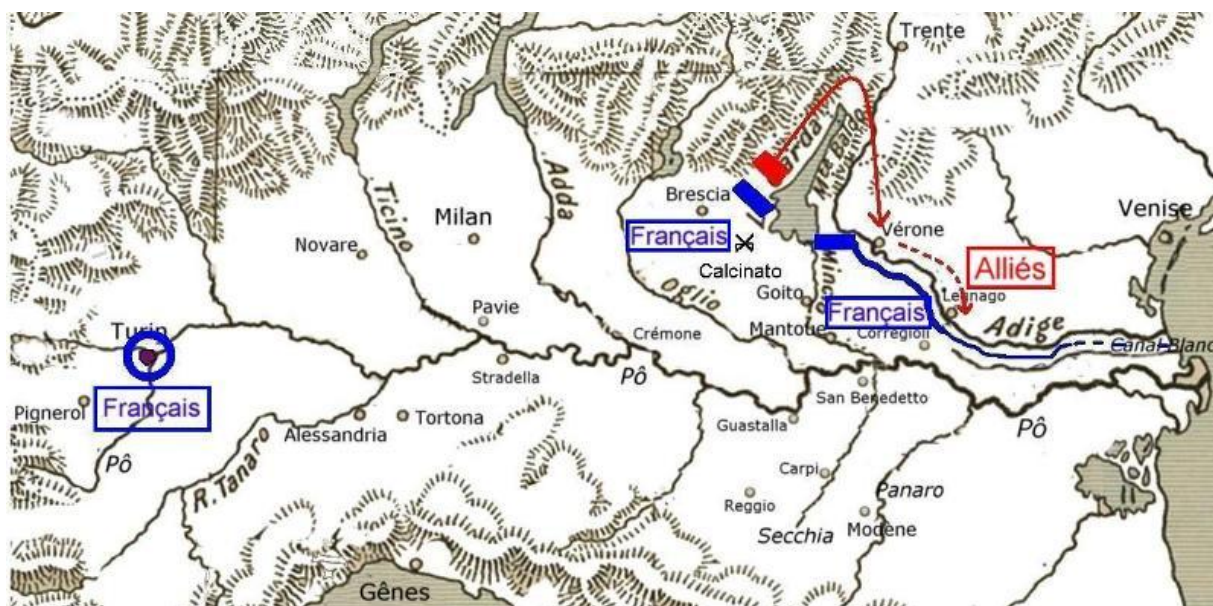 Trente
Garda
Mte Baldo
Brescia
Venise
Ticino
Adda
Milan
Vérone
Novare
Français
Alliés
Calcinato
Oglio
Mincio
Goito
Français
Legnago
Pavie
Turin
Crémone
Mantoue
Corregioli
Adige
Canal Blanc
Stradella
Pô
San Benedetto
Pignerol
Français
Alessandria
Tortona
Guastalla
Pô
Pô
R. Tanaro
Carpi
Reggio
Panaro
Secchia
Modène
Gênes